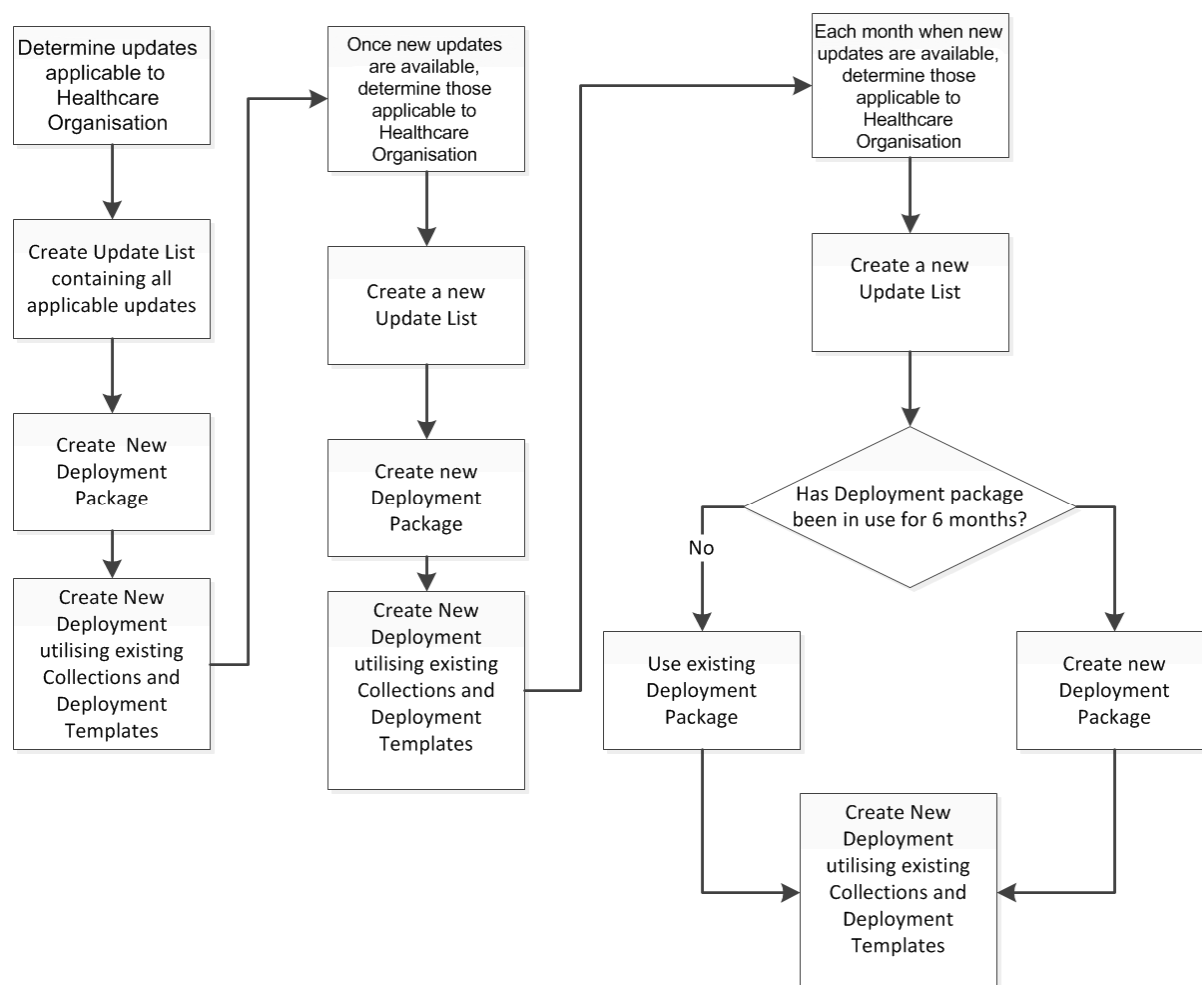 Determine updates
applicable to
Healthcare
Organisation
Create Update List
containing all
applicable updates
Create New
Deployment
Package
Create New
Deployment
utilising existing
Collections and
Deployment
Templates
Once new updates
are available,
determine those
applicable to
Healthcare
Organisation
Create a new
Update List
Create new
Deployment
Package
Create New
Deployment
utilising existing
Collections and
Deployment
Templates
Each month when new
updates are available,
determine those
applicable to
Healthcare
Organisation
Create a new
Update List
Has Deployment package
been in use for 6 months?
No
Use existing
Deployment
Package
Create new
Deployment
Package
Create New
Deployment
utilising existing
Collections and
Deployment
Templates